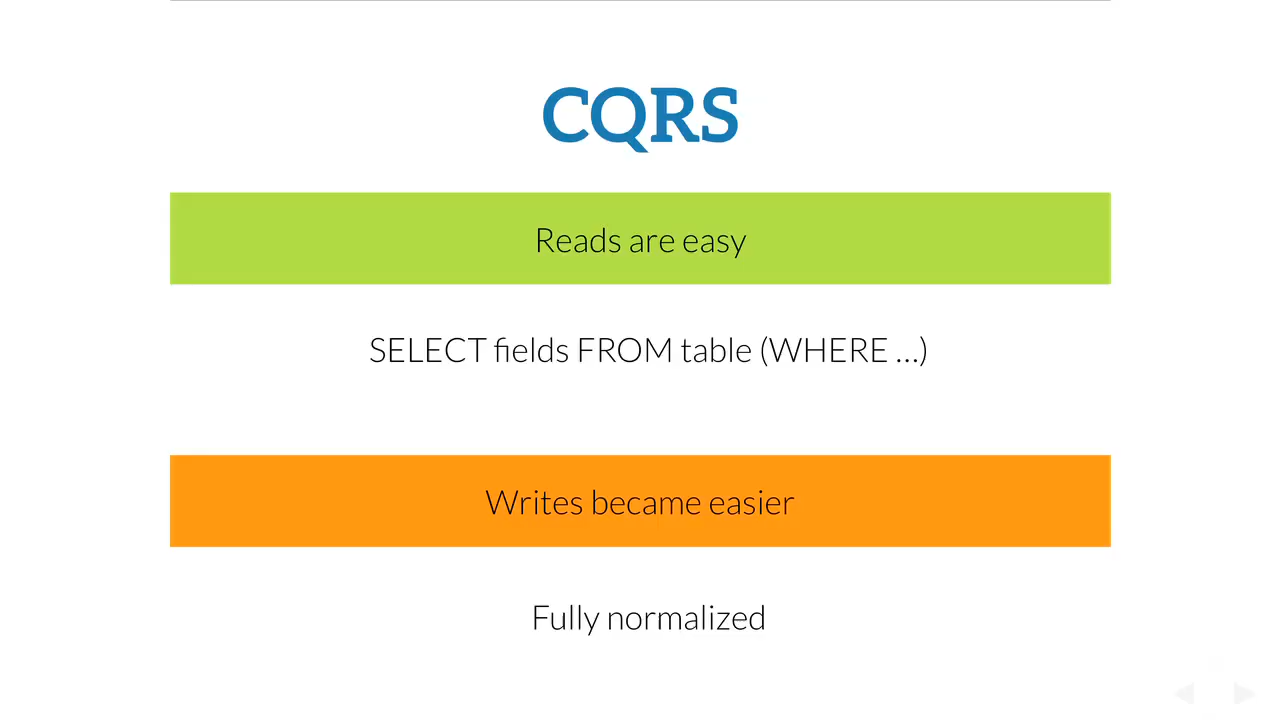 CQRS
Reads are easy
SELECT fields FROM table (WHERE ...)
Writes became easier
Fully normalized